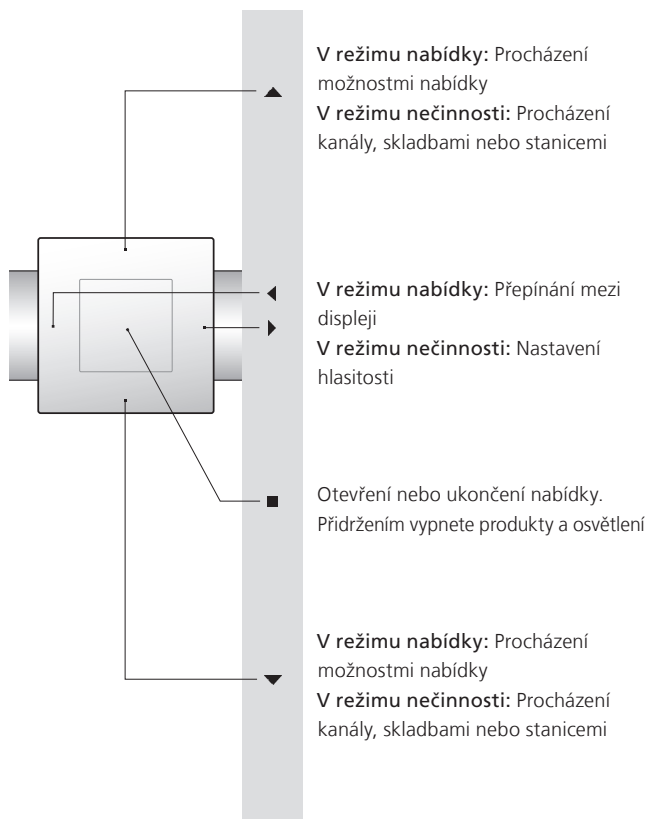 V režimu nabídky: Procházení
možnostmi nabídky
V režimu nečinnosti: Procházení
kanály, skladbami nebo stanicemi
V režimu nabídky: Přepínání mezi
displeji
V režimu nečinnosti: Nastavení
hlasitosti
Otevření nebo ukončení nabídky.
Přidržením vypnete produkty a osvětlení
V režimu nabídky: Procházení
možnostmi nabídky
V režimu nečinnosti: Procházení
kanály, skladbami nebo stanicemi